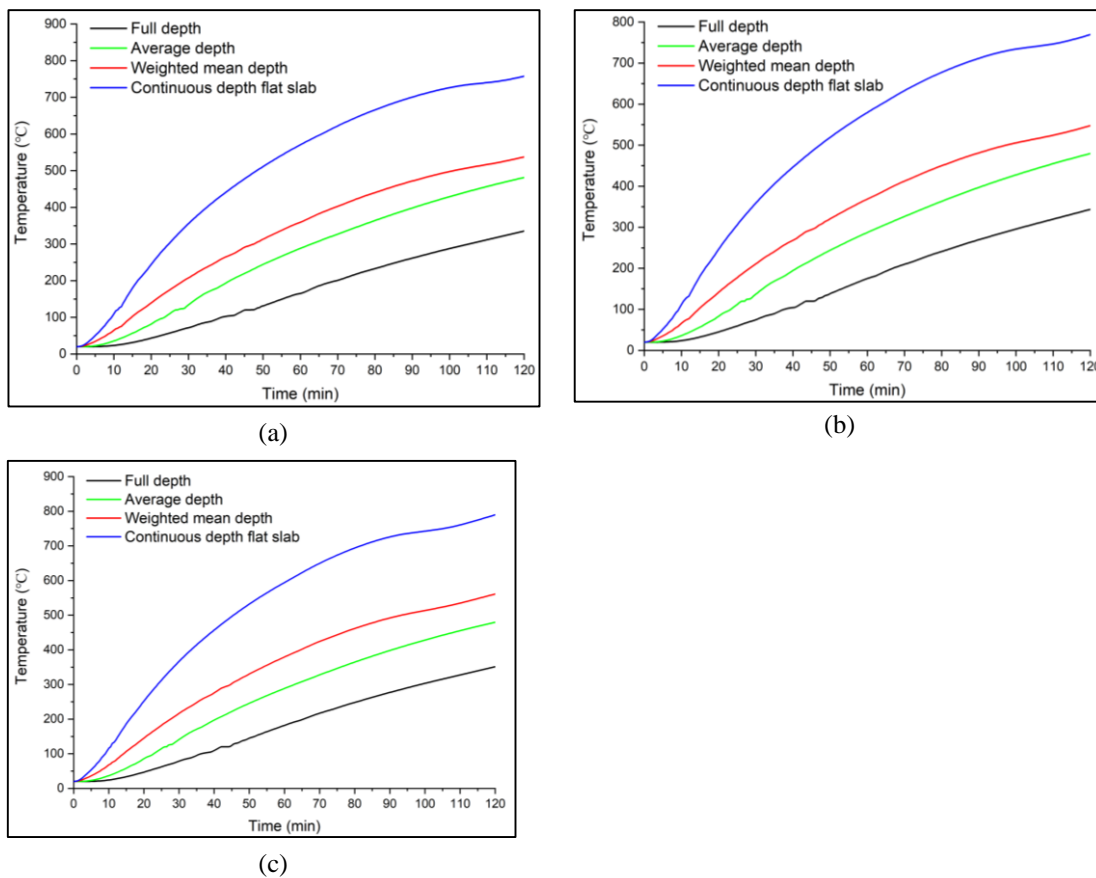 900
800
700
600
500
400
300
200
100
0
Temperature (℃)
Full depth
Average depth
Weighted mean depth
Continuous depth flat slab
0 10 20 30 40 50 60 70 80 90 100 110 120
Time (min)
(a)
800
700
600
500
400
300
200
100
0
Temperature (℃)
Full depth
Average depth
Weighted mean depth
Continuous depth flat slab
0 10 20 30 40 50 60 70 80 90 100 110 120
Time (min)
(b)
900
800
700
600
500
400
300
200
100
0
Temperature (℃)
Full depth
Average depth
Weighted mean depth
Continuous depth flat slab
0 10 20 30 40 50 60 70 80 90 100 110 120
Time (min)
(c)